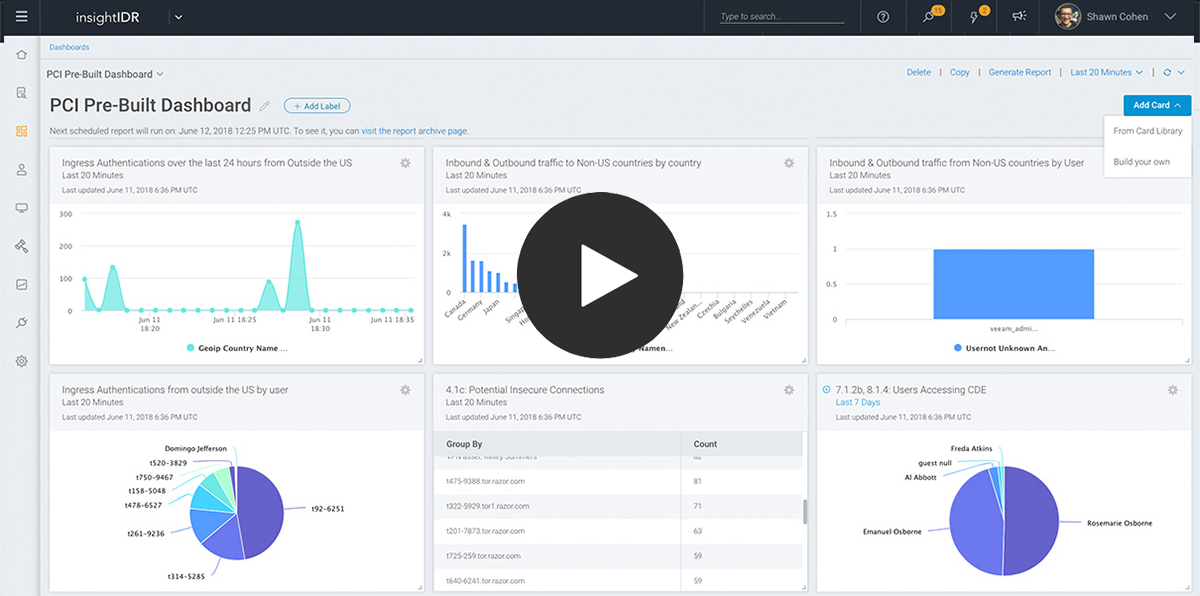 insightIDR
Type to search...
15
2
Shawn Cohen
Dashboards
PCI Pre-Built Dashboard
Delete | Copy | Generate Report | Last 20 Minutes |
PCI Pre-Built Dashboard
+ Add Label
Add Card
Next scheduled report will run on: June 12, 2018 12:25 PM UTC. To see it, you can visit the report archive page.
From Card Library
Build your own
Ingress Authentications over the last 24 hours from Outside the US
Last 20 Minutes
Last updated June 11, 2018 6:36 PM UTC
300
200
100
0
Jun 11
18:20
Jun 11 18:25
Jun 11
18:30
Jun 11 18:35
Geoip Country Name ...
Inbound & Outbound traffic to Non-US countries by country
Last 20 Minutes
Last updated June 11, 2018 6:36 PM UTC
4k
2k
0
Canada
Germany
Japan
New Zealan...
Czechia
Bulgaria
Seychelles
Venezuela
Vietnam
Inbound & Outbound traffic from Non-US countries by User
Last 20 Minutes
Last updated June 11, 2018 6:36 PM UTC
1.5
1
0.5
0
veeam_admi...
Usernot Unknown An...
Ingress Authentications from outside the US by user
Last 20 Minutes
Last updated June 11, 2018 6:36 PM UTC
Domingo Jefferson
t520-3829
t750-9467
t158-5048
t478-6527
t261-9236
t314-5285
t92-6251
4.1c: Potential Insecure Connections
Last 20 Minutes
Last updated June 11, 2018 6:36 PM UTC
Group By Count
t475-9388.tor.razor.com 81
t322-5929.tor1.razor.com 71
t201-7873.tor.razor.com 63
t725-259.tor.razor.com 59
t640-6241.tor.razor.com 59
7.1.2b, 8.1.4: Users Accessing CDE
Last 7 Days
Last updated June 11, 2018 6:36 PM UTC
Freda Atkins
guest null
Al Abbott
Emanuel Osborne
Rosemarie Osborne